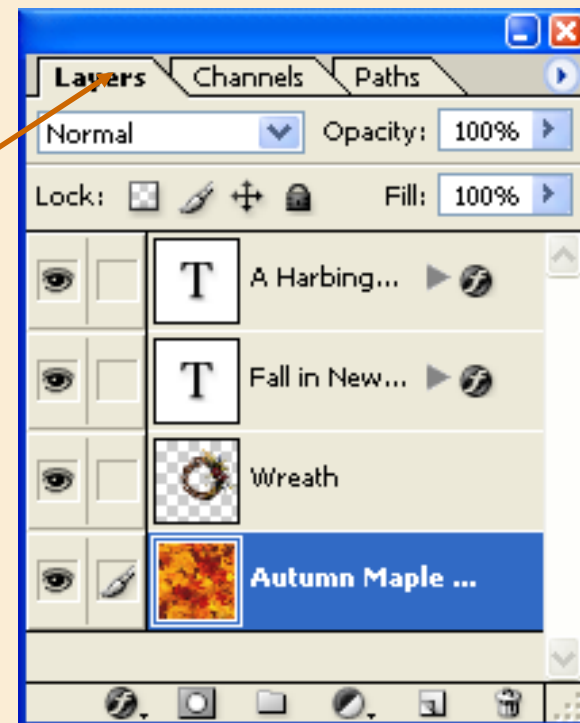 Layers Channels Paths
Normal Opacity: 100%
Lock: Fill: 100%
T A Harbing...
T Fall in New...
Wreath
Autumn Maple ...